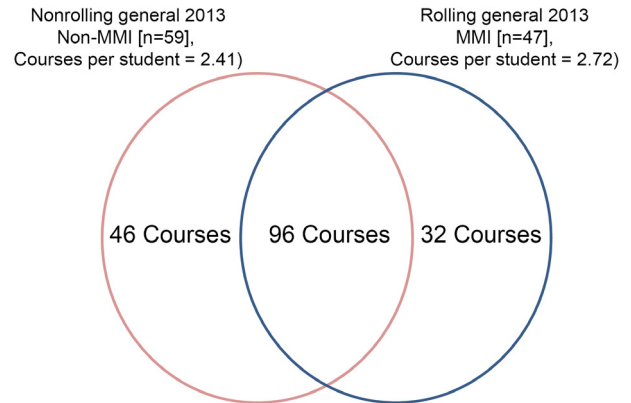 Nonrolling general 2013
Non-MMI [n=59],
Courses per student = 2.41)
Rolling general 2013
MMI [n=47],
Courses per student = 2.72)
46 Courses
96 Courses
32 Courses